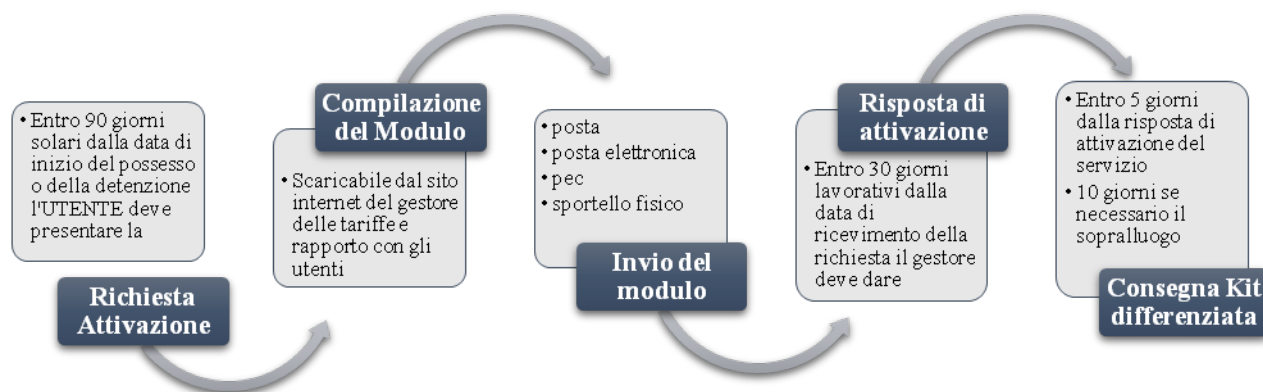 • Entro 90 giorni
solari dalla data di
inizio del possesso
o della detenzione
l'UTENTE deve
presentare la
Richiesta
Attivazione
Compilazione
del Modulo
• Scaricabile dal sito
internet del gestore
delle tariffe e
rapporto con gli
utenti
• posta
• posta elettronica
• pec
• sportello fisico
Invio del
modulo
Risposta di
attivazione
• Entro 30 giorni
lavorativi dalla
data di
ricevimento della
richiesta il gestore
deve dare
• Entro 5 giorni
dalla risposta di
attivazione del
servizio
• 10 giorni se
necessario il
sopralluogo
Consegna Kit
differenziata